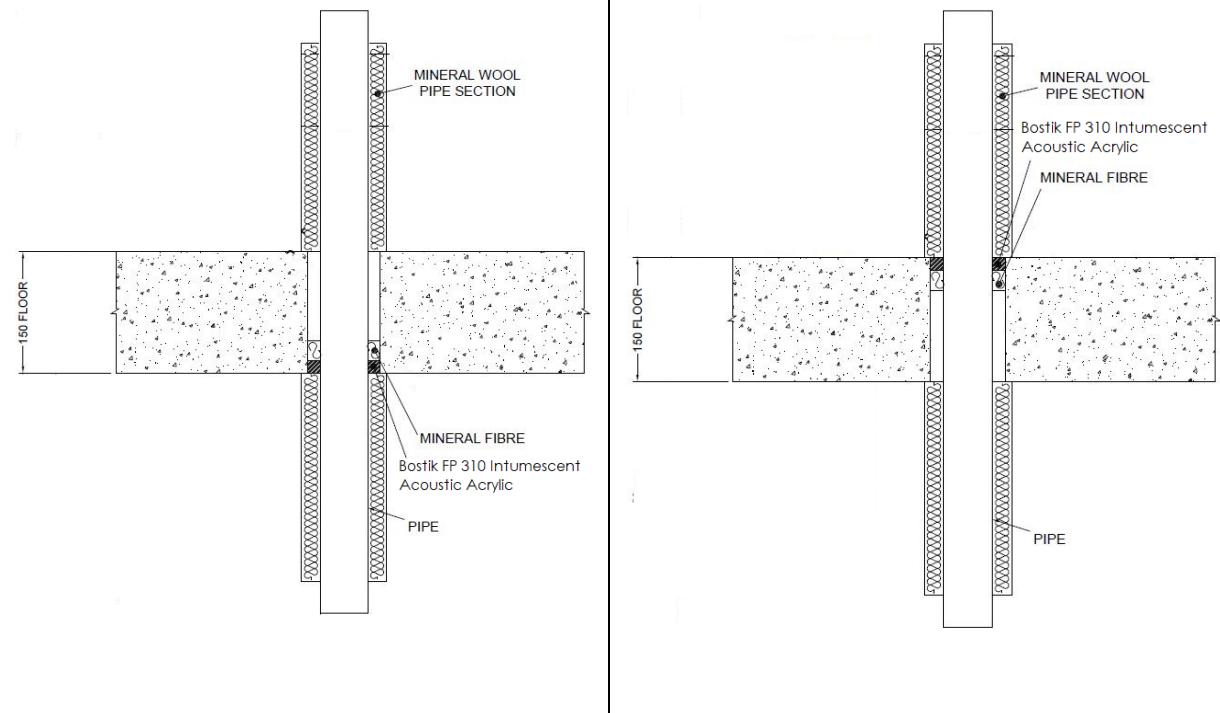 MINERAL WOOL
PIPE SECTION
150 FLOOR
MINERAL FIBRE
Bostik FP 310 Intumescent
Acoustic Acrylic
PIPE
MINERAL WOOL
PIPE SECTION
Bostik FP 310 Intumescent
Acoustic Acrylic
MINERAL FIBRE
150 FLOOR
PIPE